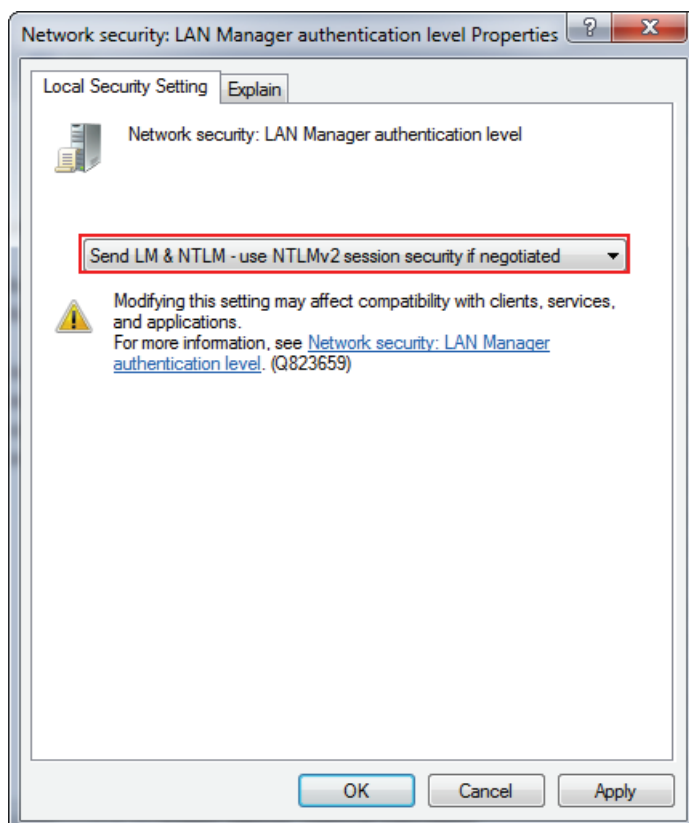 Network security: LAN Manager authentication level Properties
Local Security Setting
Explain
Network security: LAN Manager authentication level
Send LM & NTLM - use NTLMv2 session security if negotiated
Modifying this setting may affect compatibility with clients, services,
and applications.
For more information, see Network security: LAN Manager
authentication level. (Q823659)
OK
Cancel
Apply